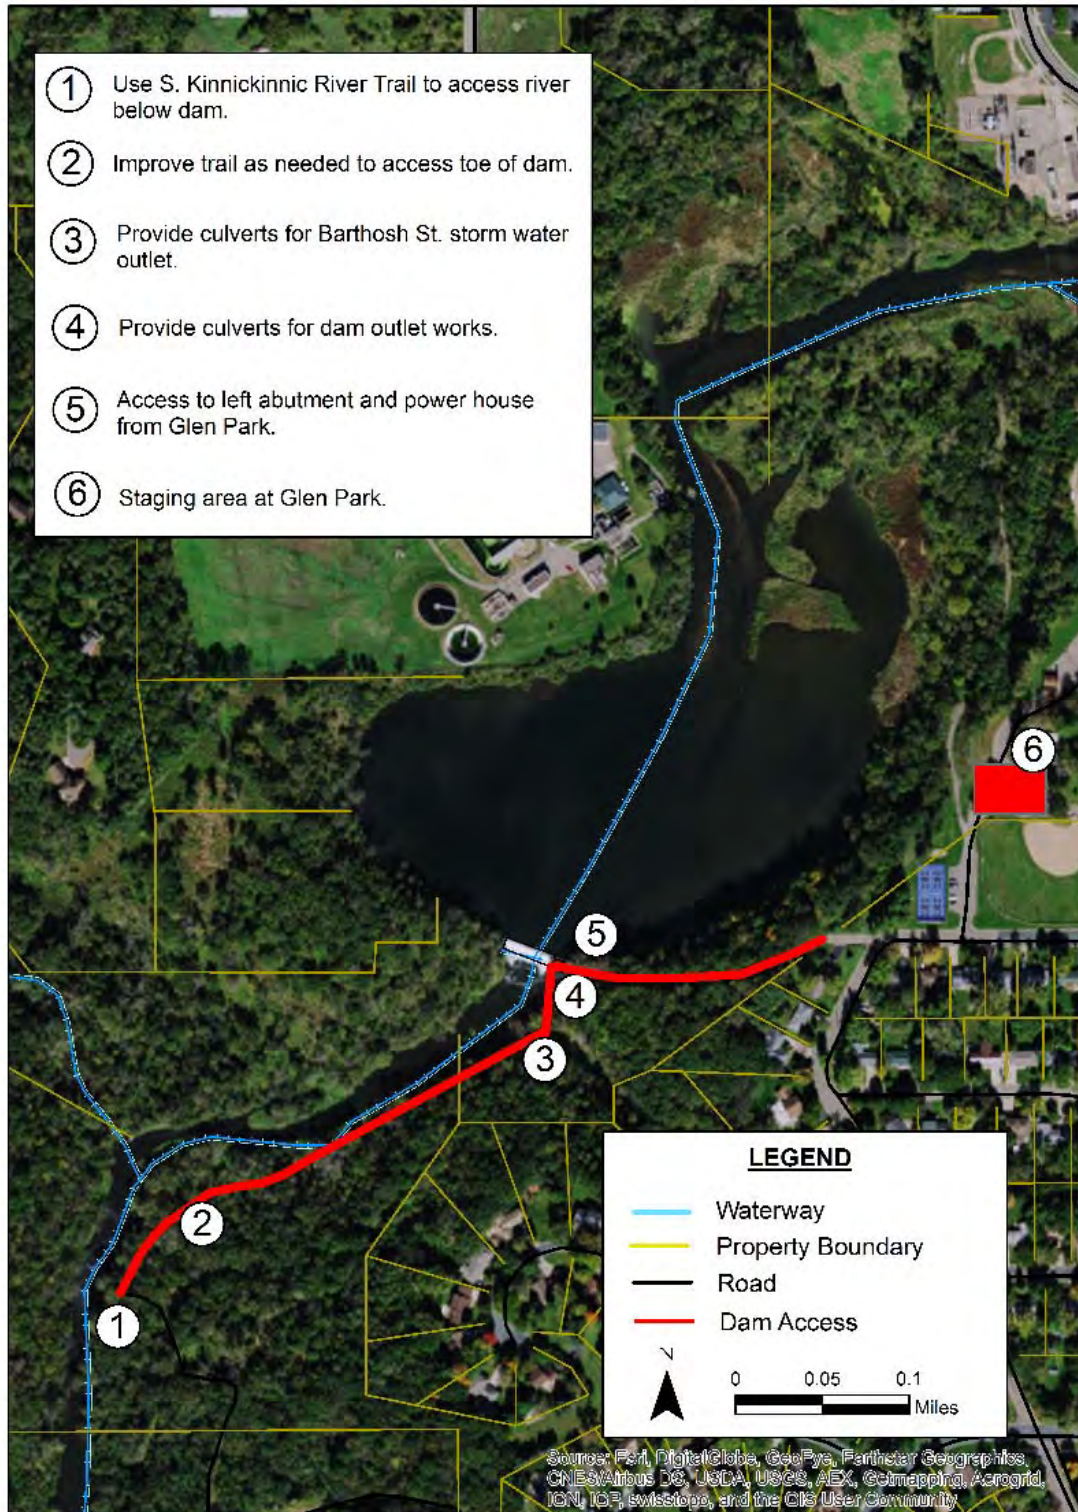 1 Use S. Kinnickinnic River Trail to access river
below dam.
2 Improve trail as needed to access toe of dam.
3 Provide culverts for Barthosh St. storm water
outlet.
4 Provide culverts for dam outlet works.
5 Access to left abutment and power house
from Glen Park.
6 Staging area at Glen Park.
6
5
4
3
2
1
LEGEND
Waterway
Property Boundary
Road
Dam Access
N
0 0.05 0.1
Miles
Source: Esri, DigitalGlobe, GeoEye, Earthstar Geographics,
CNES/Airbus DS, USDA, USGS, AEX, Getmapping, Aerogrid,
IGN, IGP, swisstopo, and the GIS User Community